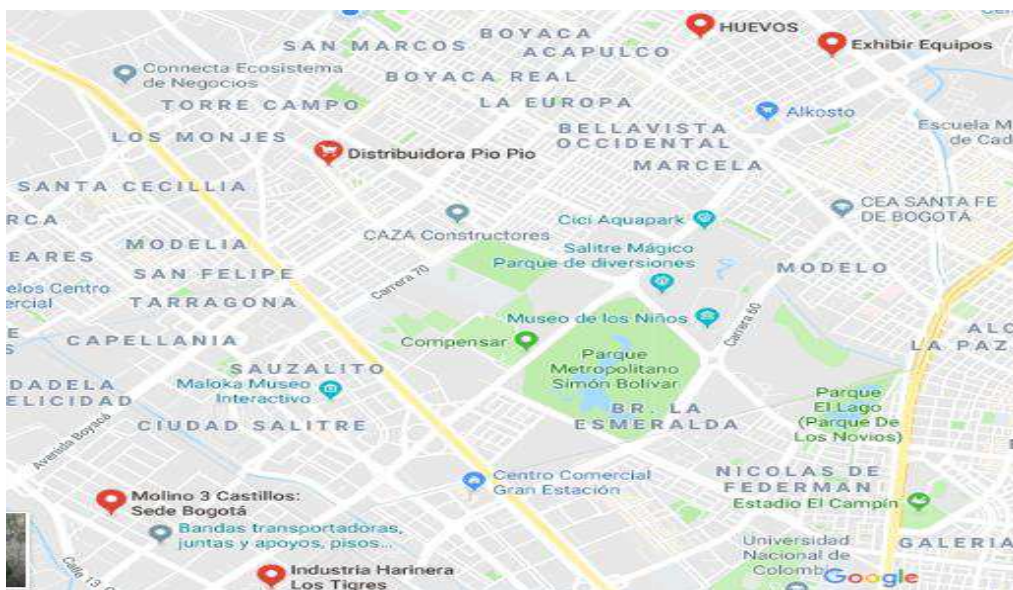 BOYACA
HUEVOS
SAN MARCOS
ACAPULCO
Exhibir Equipos
Connecta Ecosistema
de Negocios
BOYACA REAL
TORRE CAMPO
LA EUROPA
Alkosto
LOS MONJES
BELLAVISTA
OCCIDENTAL
Escuela M
de Cad
Distribuidora Pio Pio
MARCELA
SANTA CECILLIA
CEA SANTA FE
DE BOGOTÁ
RCA
Cici Aquapark
CAZA Constructores
MODELIA
Salitre Mágico
Parque de diversiones
EARES
SAN FELIPE
Carrera 70
MODELO
elos Centro
ercial
TARRAGONA
Museo de los Niños
Carrera 60
E
S
CAPELLANIA
Compensar
ALC
LA PAZ
Parque
Metropolitano
Simón Bolívar
SAUZALITO
DADELA
ELICIDAD
Maloka Museo
Interactivo
Parque
El Lago
(Parque De
Los Novios)
BR. LA
ESMERALDA
CIUDAD SALITRE
Avenida Boyacá
Centro Comercial
Gran Estación
NICOLAS DE
FEDERMAN
Molino 3 Castillos:
Sede Bogotá
Estadio El Campín
Bandas transportadoras,
juntas y apoyos, pisos...
Universidad
Nacional de
Colombi
GALERIA
Calle 13
Industria Harinera
Los Tigres
Google